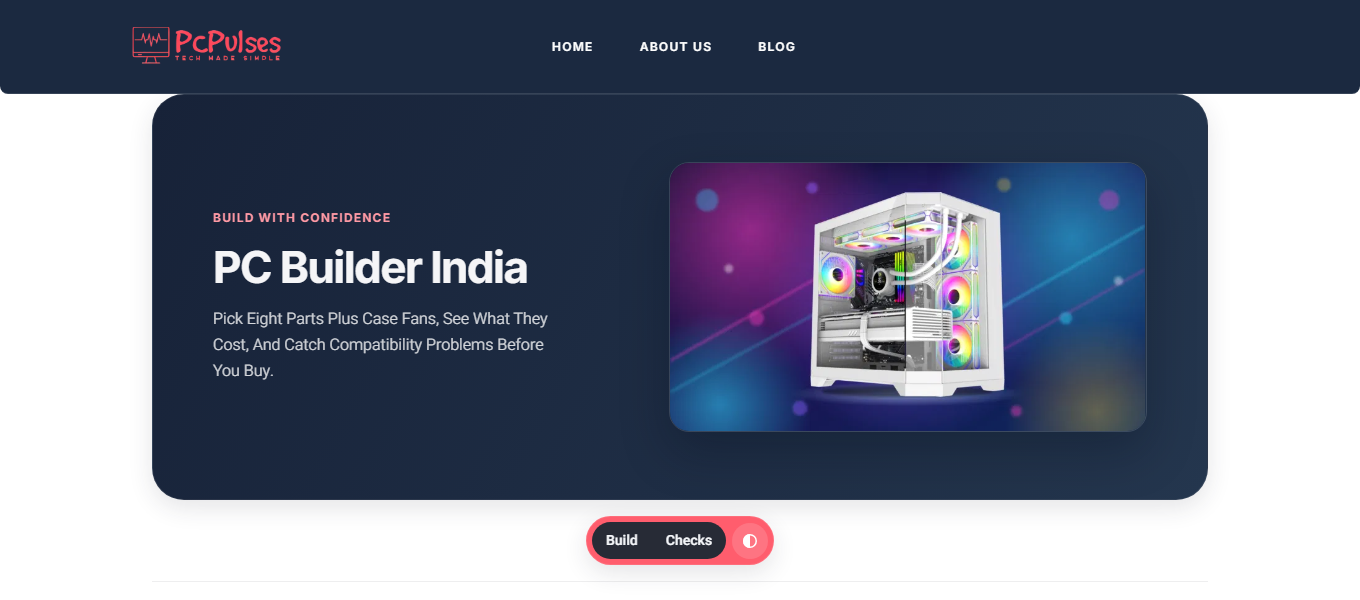 PcPulses
TECH MADE SIMPLE
HOME
ABOUT US
BLOG
BUILD WITH CONFIDENCE
PC Builder India
Pick Eight Parts Plus Case Fans, See What They
Cost, And Catch Compatibility Problems Before
You Buy.
Build
Checks